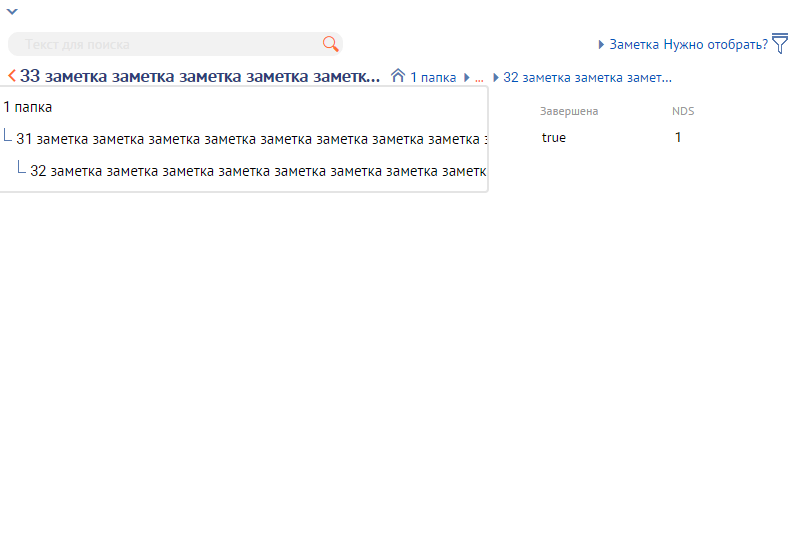 Текст для поиска
Заметка Нужно отобрать?
33 заметка заметка заметка заметка заметк... 1 папка ... 32 заметка заметка замет...
1 папка
31 заметка заметка заметка заметка заметка заметка заметка заметка
32 заметка заметка заметка заметка заметка заметка заметка заметк
Завершена NDS
true 1